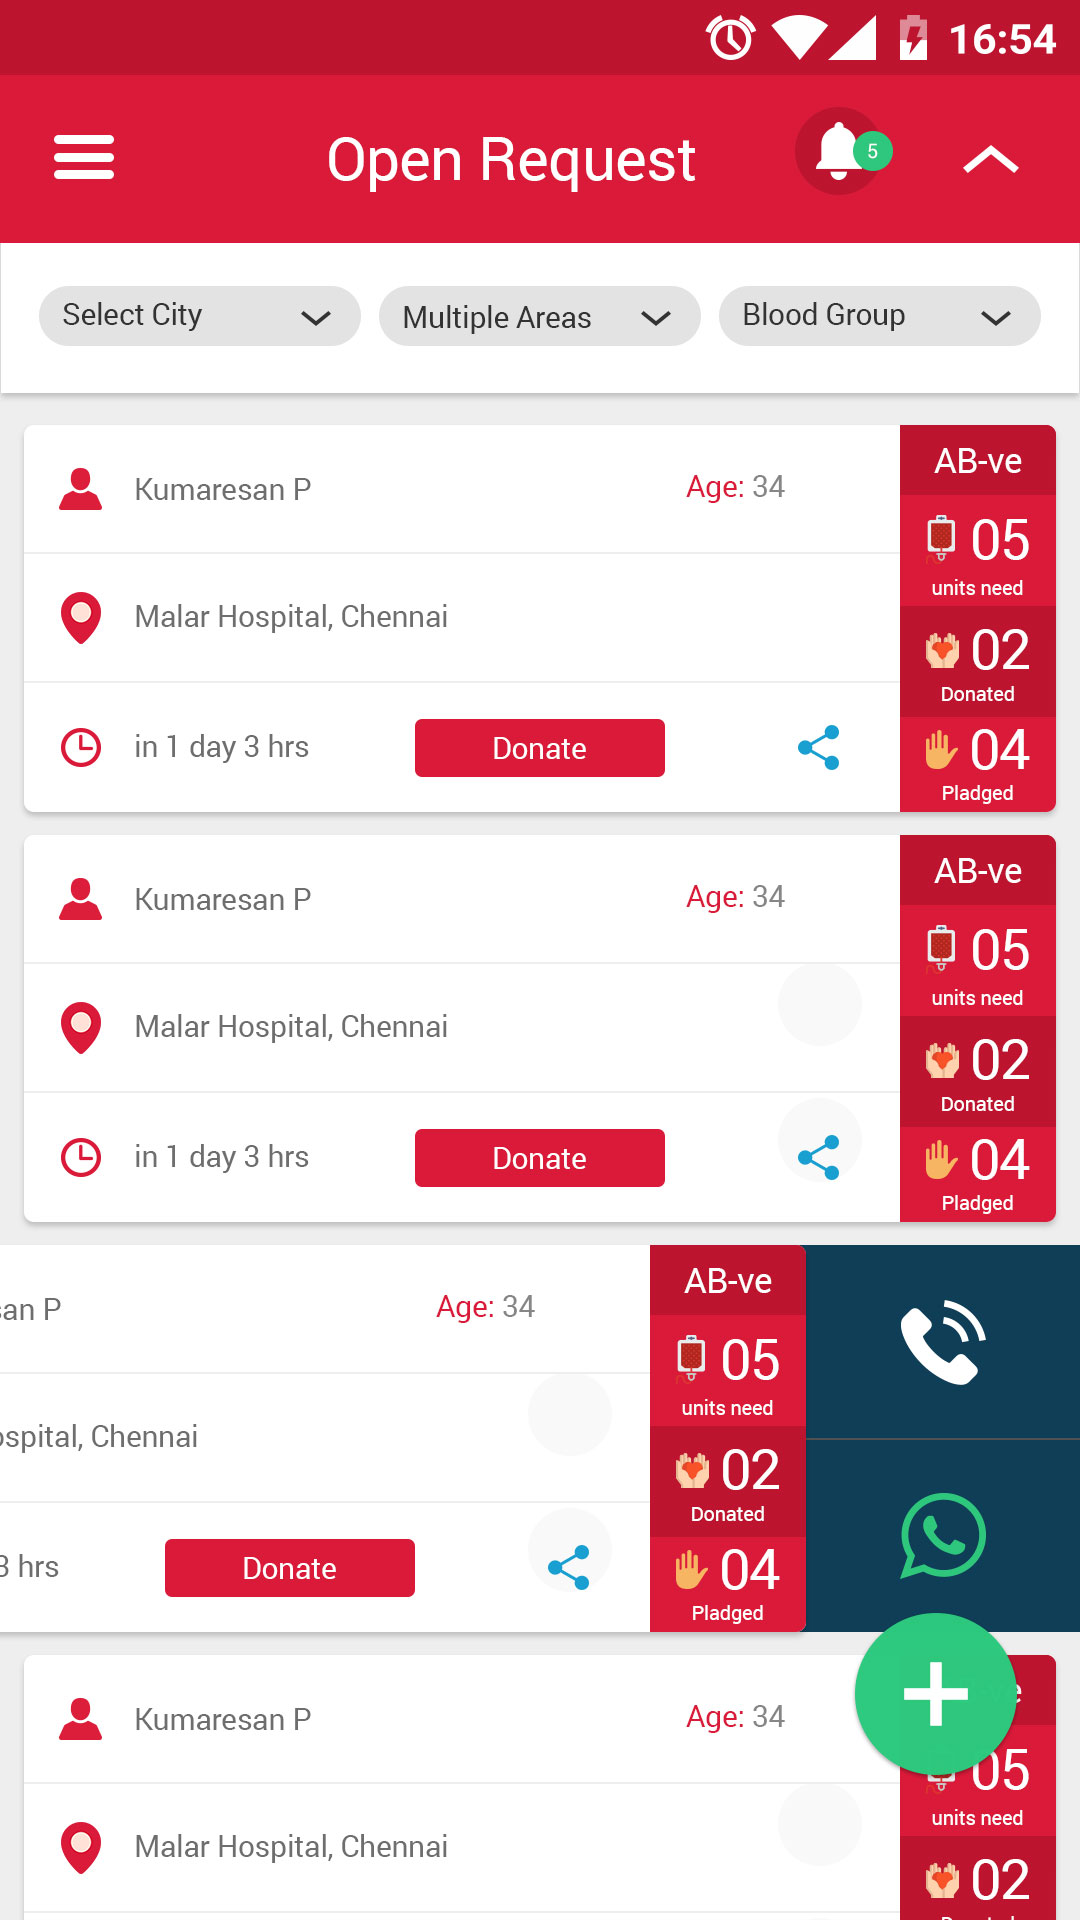 16:54
Open Request
5
Select City
Multiple Areas
Blood Group
Kumaresan P
Age: 34
AB-ve
05
units need
Malar Hospital, Chennai
02
Donated
in 1 day 3 hrs
Donate
04
Pladged
Kumaresan P
Age: 34
AB-ve
05
units need
Malar Hospital, Chennai
02
Donated
in 1 day 3 hrs
Donate
04
Pladged
san P
Age: 34
AB-ve
05
units need
ospital, Chennai
02
Donated
3 hrs
Donate
04
Pladged
Kumaresan P
Age: 34
05
units need
Malar Hospital, Chennai
02